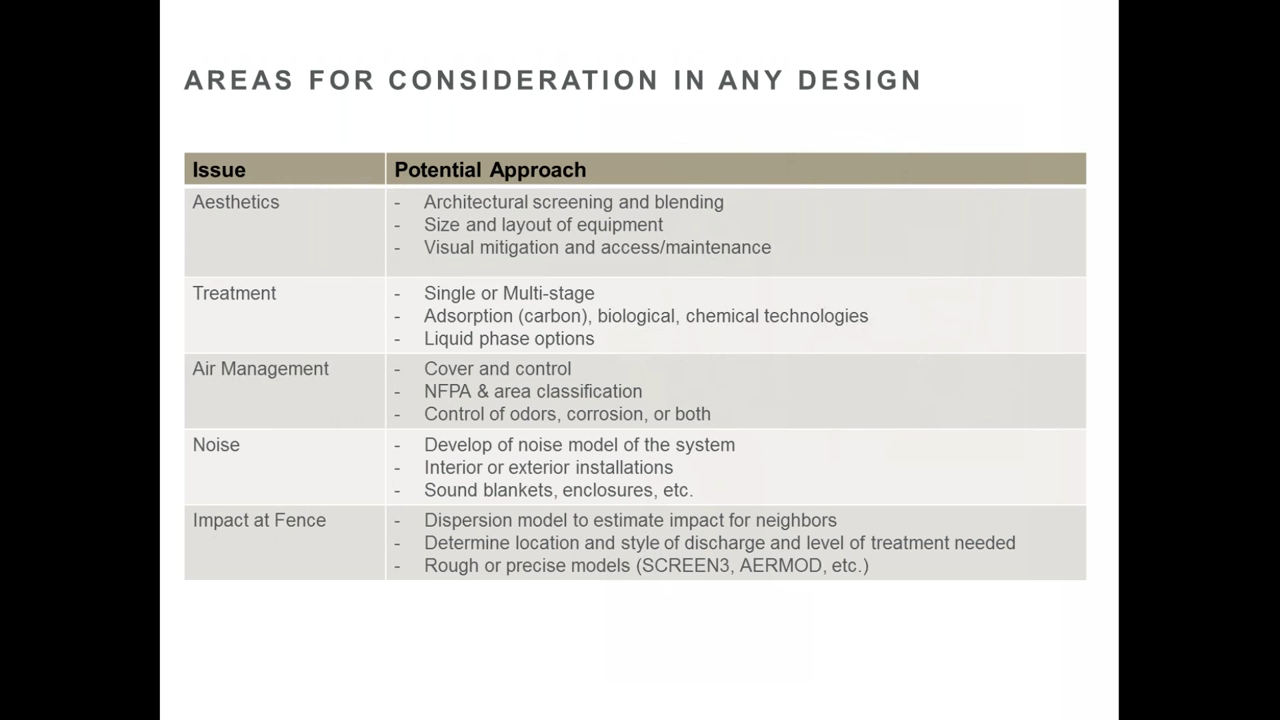 AREAS FOR CONSIDERATION IN ANY DESIGN
Issue
Potential Approach
Aesthetics
- Architectural screening and blending
- Size and layout of equipment
- Visual mitigation and access/maintenance
Treatment
- Single or Multi-stage
- Adsorption (carbon), biological, chemical technologies
- Liquid phase options
Air Management
- Cover and control
- NFPA & area classification
- Control of odors, corrosion, or both
Noise
- Develop of noise model of the system
- Interior or exterior installations
- Sound blankets, enclosures, etc.
Impact at Fence
- Dispersion model to estimate impact for neighbors
- Determine location and style of discharge and level of treatment needed
- Rough or precise models (SCREEN3, AERMOD, etc.)